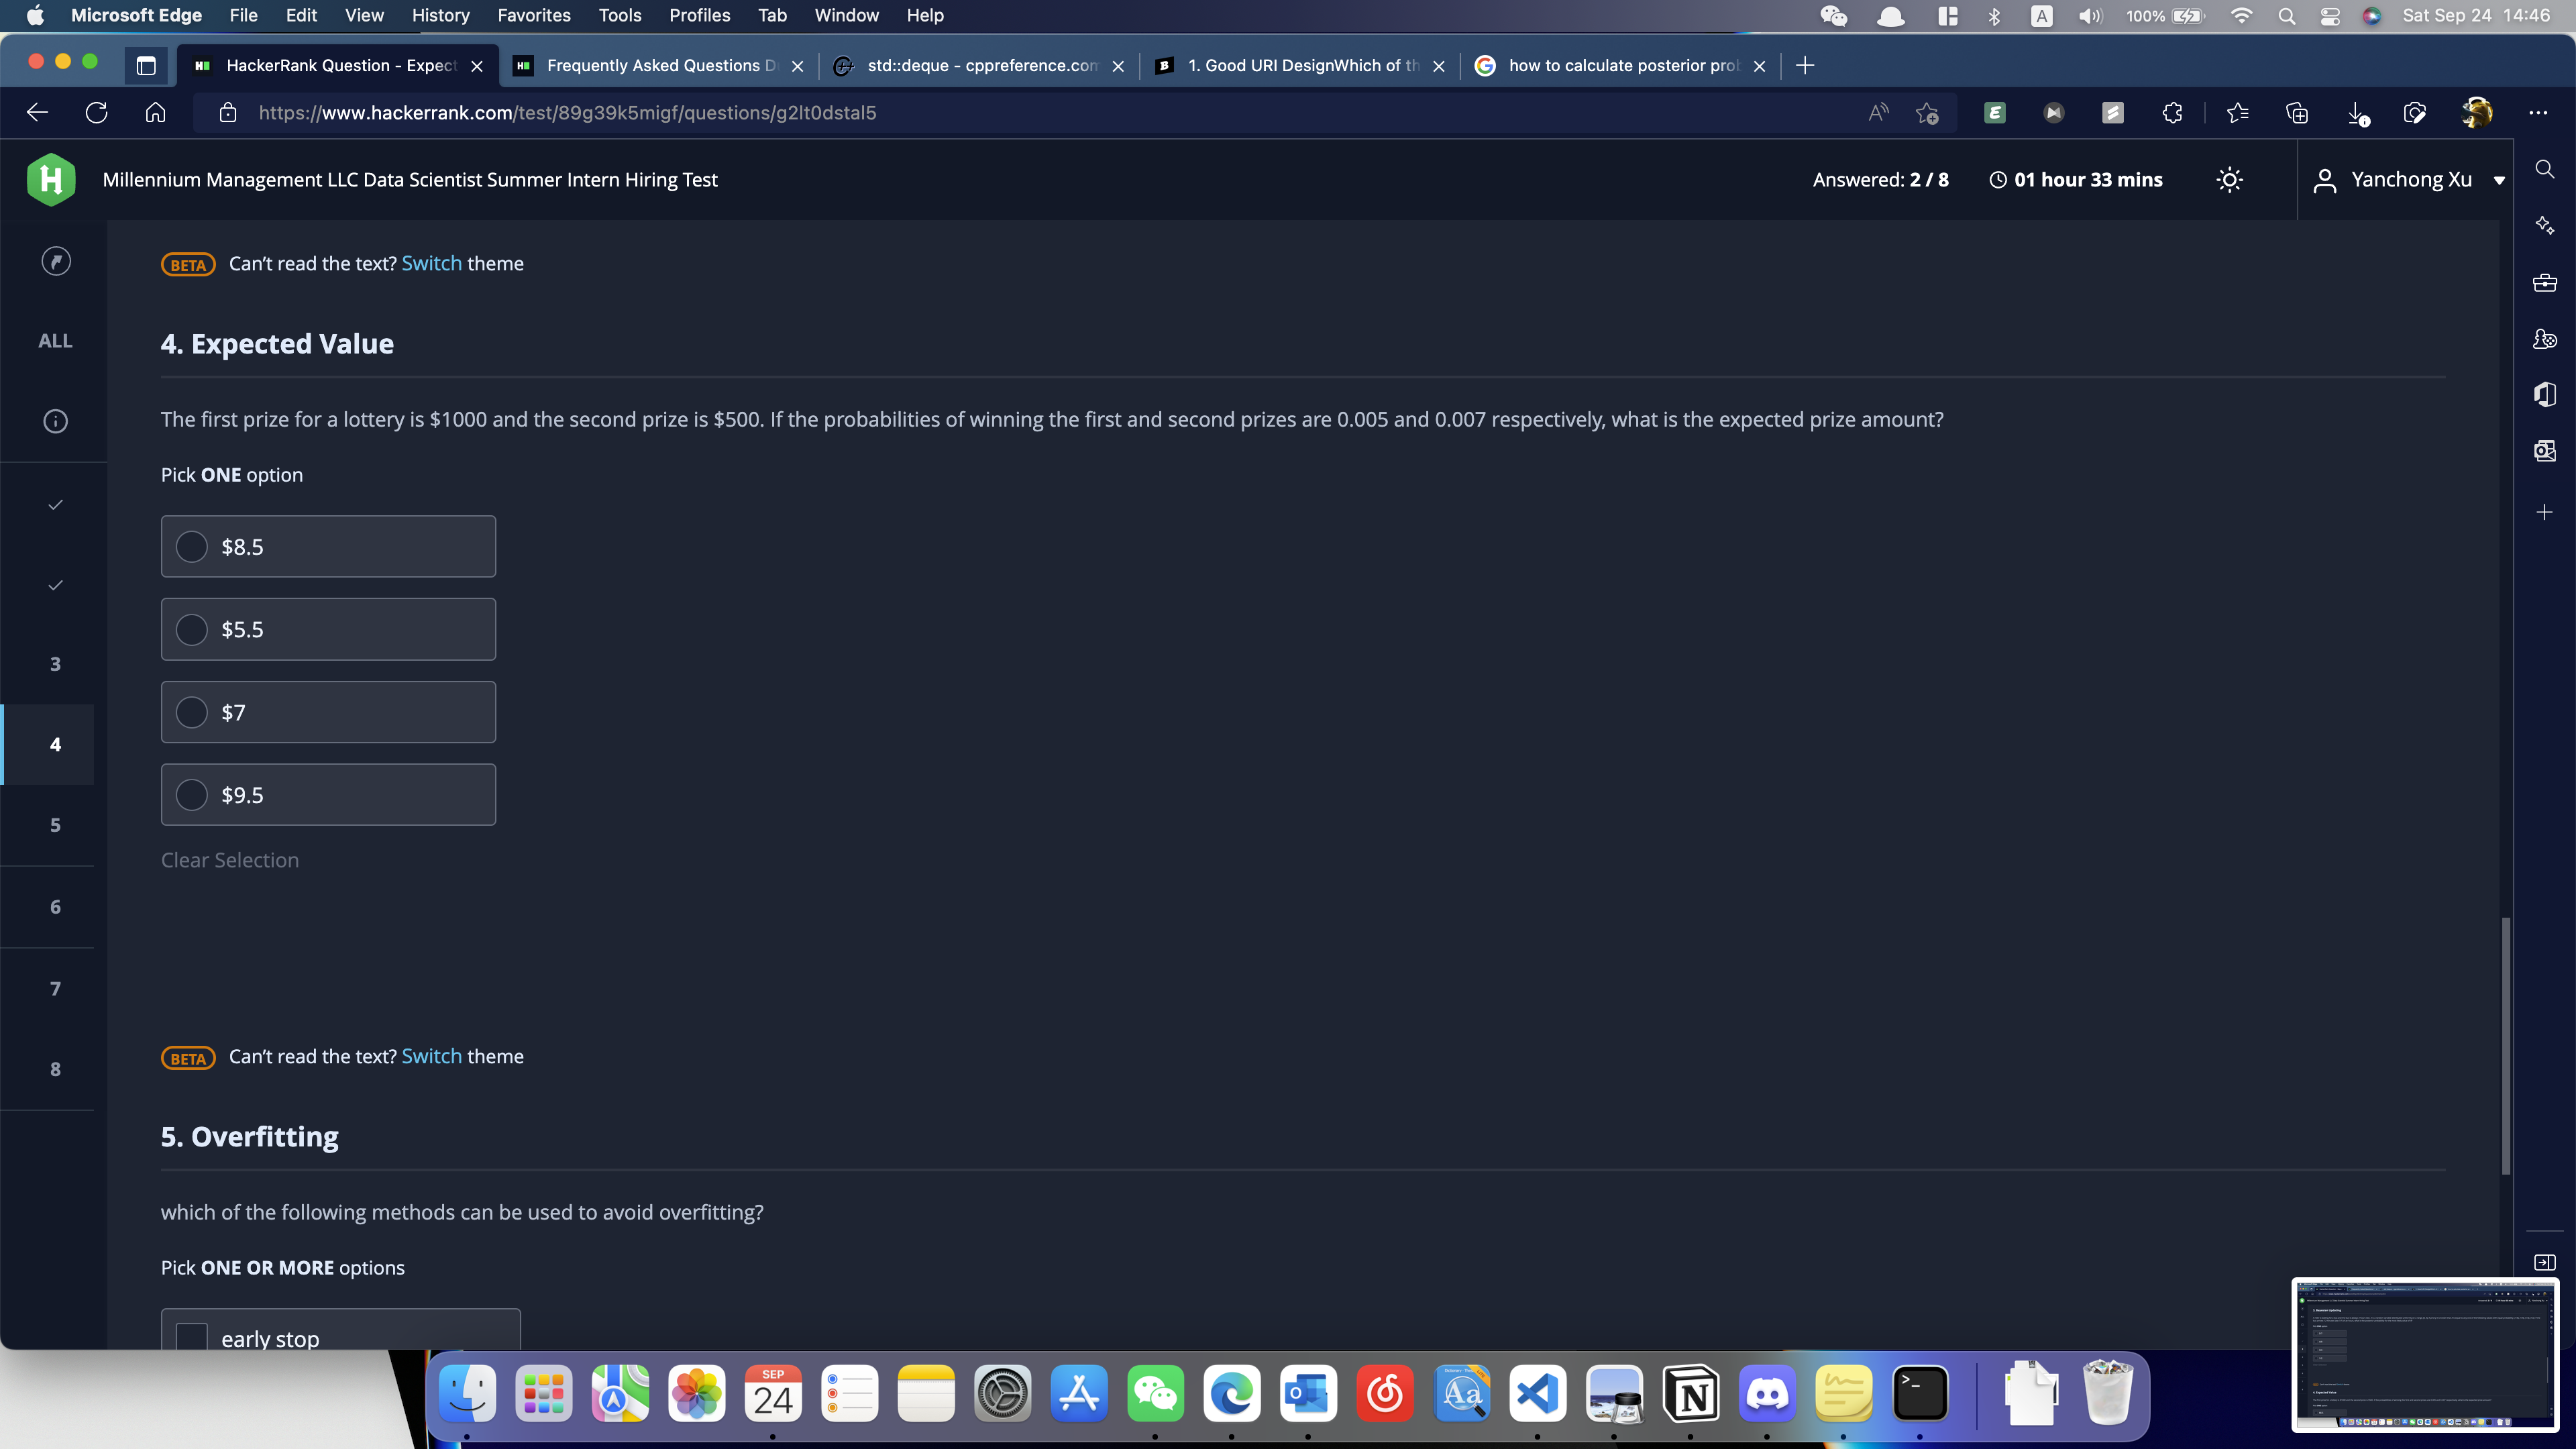 Microsoft Edge File Edit View History Favorites Tools Profiles Tab Window Help A 100% Sat Sep 24 14:46
HackerRank Question - Expect Frequently Asked Questions D std::deque - cppreference.com 1. Good URI DesignWhich of th how to calculate posterior prob
https://www.hackerrank.com/test/89g39k5migf/questions/g2lt0dstal5
Millennium Management LLC Data Scientist Summer Intern Hiring Test Answered: 2 / 8 01 hour 33 mins Yanchong Xu
BETA Can't read the text? Switch theme
ALL
4. Expected Value
The first prize for a lottery is $1000 and the second prize is $500. If the probabilities of winning the first and second prizes are 0.005 and 0.007 respectively, what is the expected prize amount?
Pick ONE option
$8.5
$5.5
3
$7
4
$9.5
5
Clear Selection
6
7
BETA Can't read the text? Switch theme
8
5. Overfitting
which of the following methods can be used to avoid overfitting?
Pick ONE OR MORE options
early stop
SEP
24